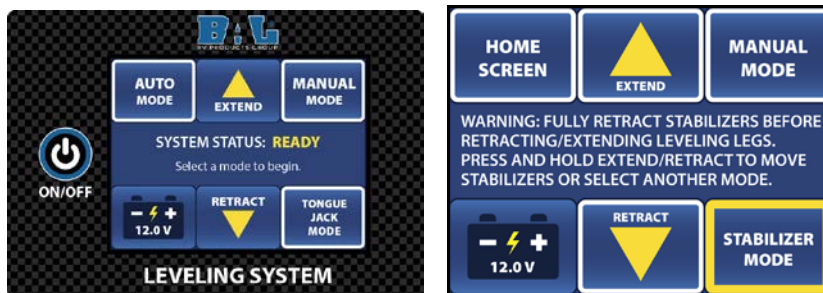 BAL
RV PRODUCTS GROUP
AUTO
MODE
EXTEND
MANUAL
MODE
SYSTEM STATUS: READY
Select a mode to begin.
ON/OFF
12.0 V
RETRACT
TONGUE
JACK
MODE
LEVELING SYSTEM
HOME
SCREEN
EXTEND
MANUAL
MODE
WARNING: FULLY RETRACT STABILIZERS BEFORE
RETRACTING/EXTENDING LEVELING LEGS.
PRESS AND HOLD EXTEND/RETRACT TO MOVE
STABILIZERS OR SELECT ANOTHER MODE.
- +
12.0 V
RETRACT
STABILIZER
MODE